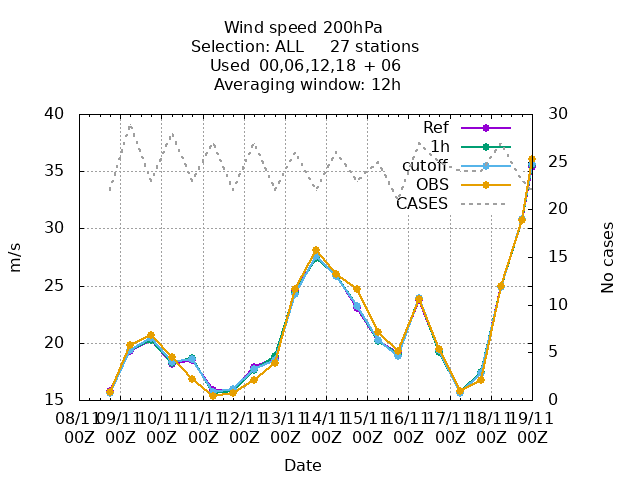 Wind speed 200hPa
Selection: ALL     27 stations
Used  00,06,12,18 + 06
Averaging window: 12h
40
35
30
25
20
15
m/s
30
25
20
15
10
5
0
No cases
Ref
1h
cutoff
OBS
CASES
08/11 09/11 10/11 11/11 12/11 13/11 14/11 15/11 16/11 17/11 18/11 19/11
00Z 00Z 00Z 00Z 00Z 00Z 00Z 00Z 00Z 00Z 00Z 00Z
Date